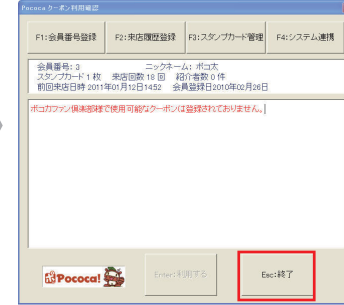 Pococa クーポン利用確認
F1:会員番号登録 F2:来店履歴登録 F3:スタンプカード管理 F4:システム連携
会員番号: 3 ニックネーム: ポコ太
スタンプカード 1 枚 来店回数 18 回 紹介者数 0 件
前回来店日時 2011年01月12日1452 会員登録日2010年02月26日
ポコカファン倶楽部様で使用可能なクーポンは登録されておりません。
Pococa!
Enter:利用する
Esc:終了